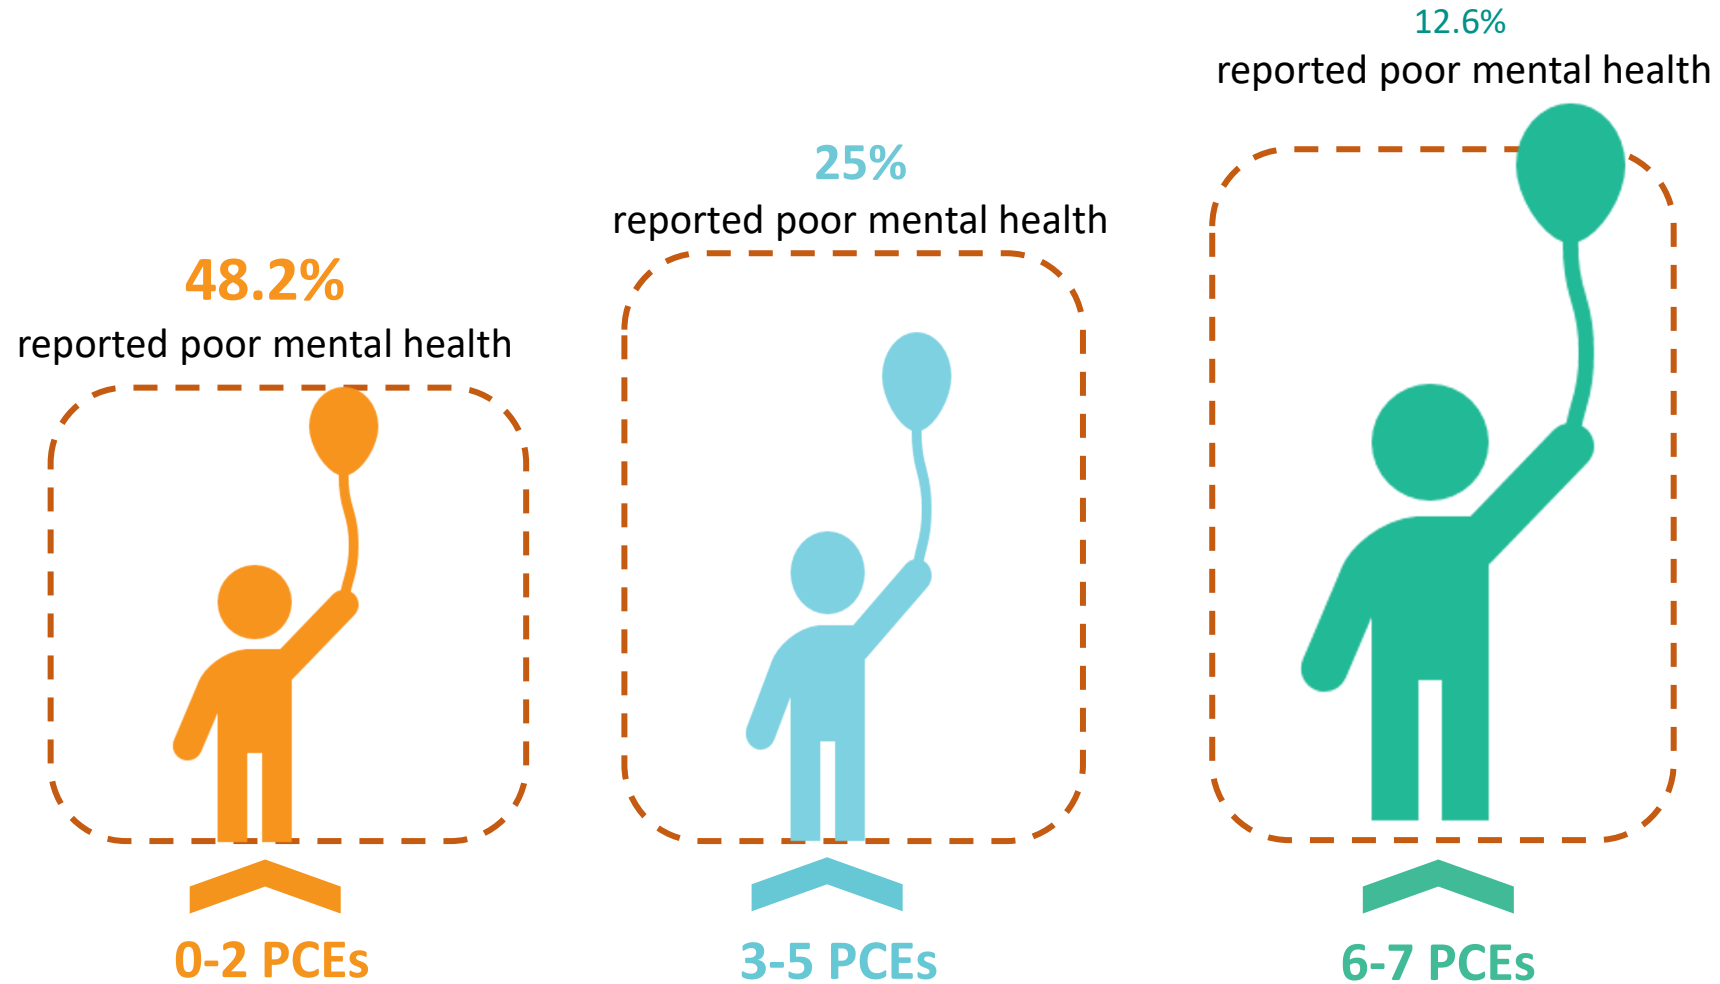 48.2%
reported poor mental health
0-2 PCEs
25%
reported poor mental health
3-5 PCEs
12.6%
reported poor mental health
6-7 PCEs